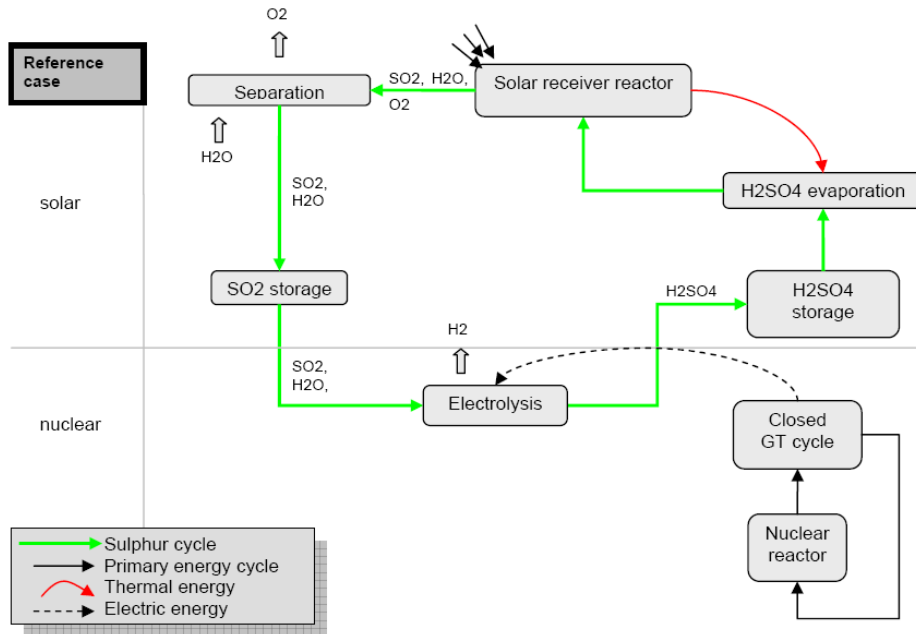 O2
Reference
case
SO2, H2O,
O2
Solar receiver reactor
Separation
H2O
SO2,
H2O
solar
H2SO4 evaporation
SO2 storage
H2SO4
H2SO4
storage
H2
SO2,
H2O,
Electrolysis
nuclear
Closed
GT cycle
Nuclear
reactor
Sulphur cycle
Primary energy cycle
Thermal energy
Electric energy